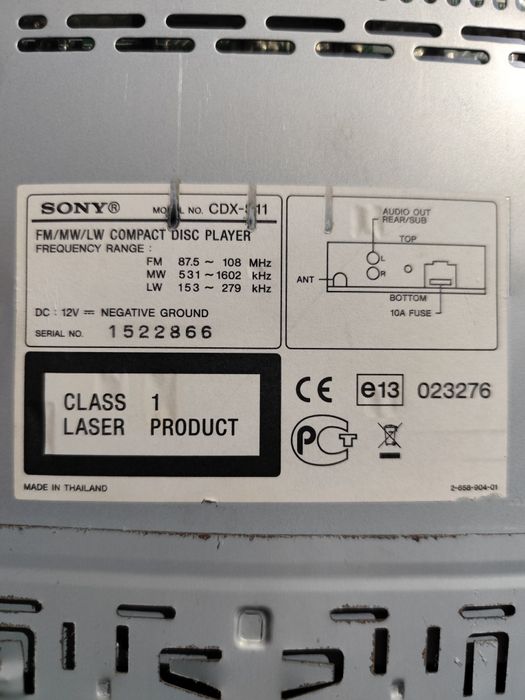 SONY® MODEL NO. CDX-
FM/MW/LW COMPACT DISC PLAYER
FREQUENCY RANGE :
FM 87.5 ~ 108 MHz
MW 531 ~ 1602 kHz
LW 153 ~ 279 kHz
DC : 12V ⎓ NEGATIVE GROUND
SERIAL NO. 1522866
AUDIO OUT
REAR/SUB
TOP
L
R
ANT
BOTTOM
10A FUSE
CLASS 1
LASER PRODUCT
CE e13 023276
PCT
MADE IN THAILAND
2-658-904-01